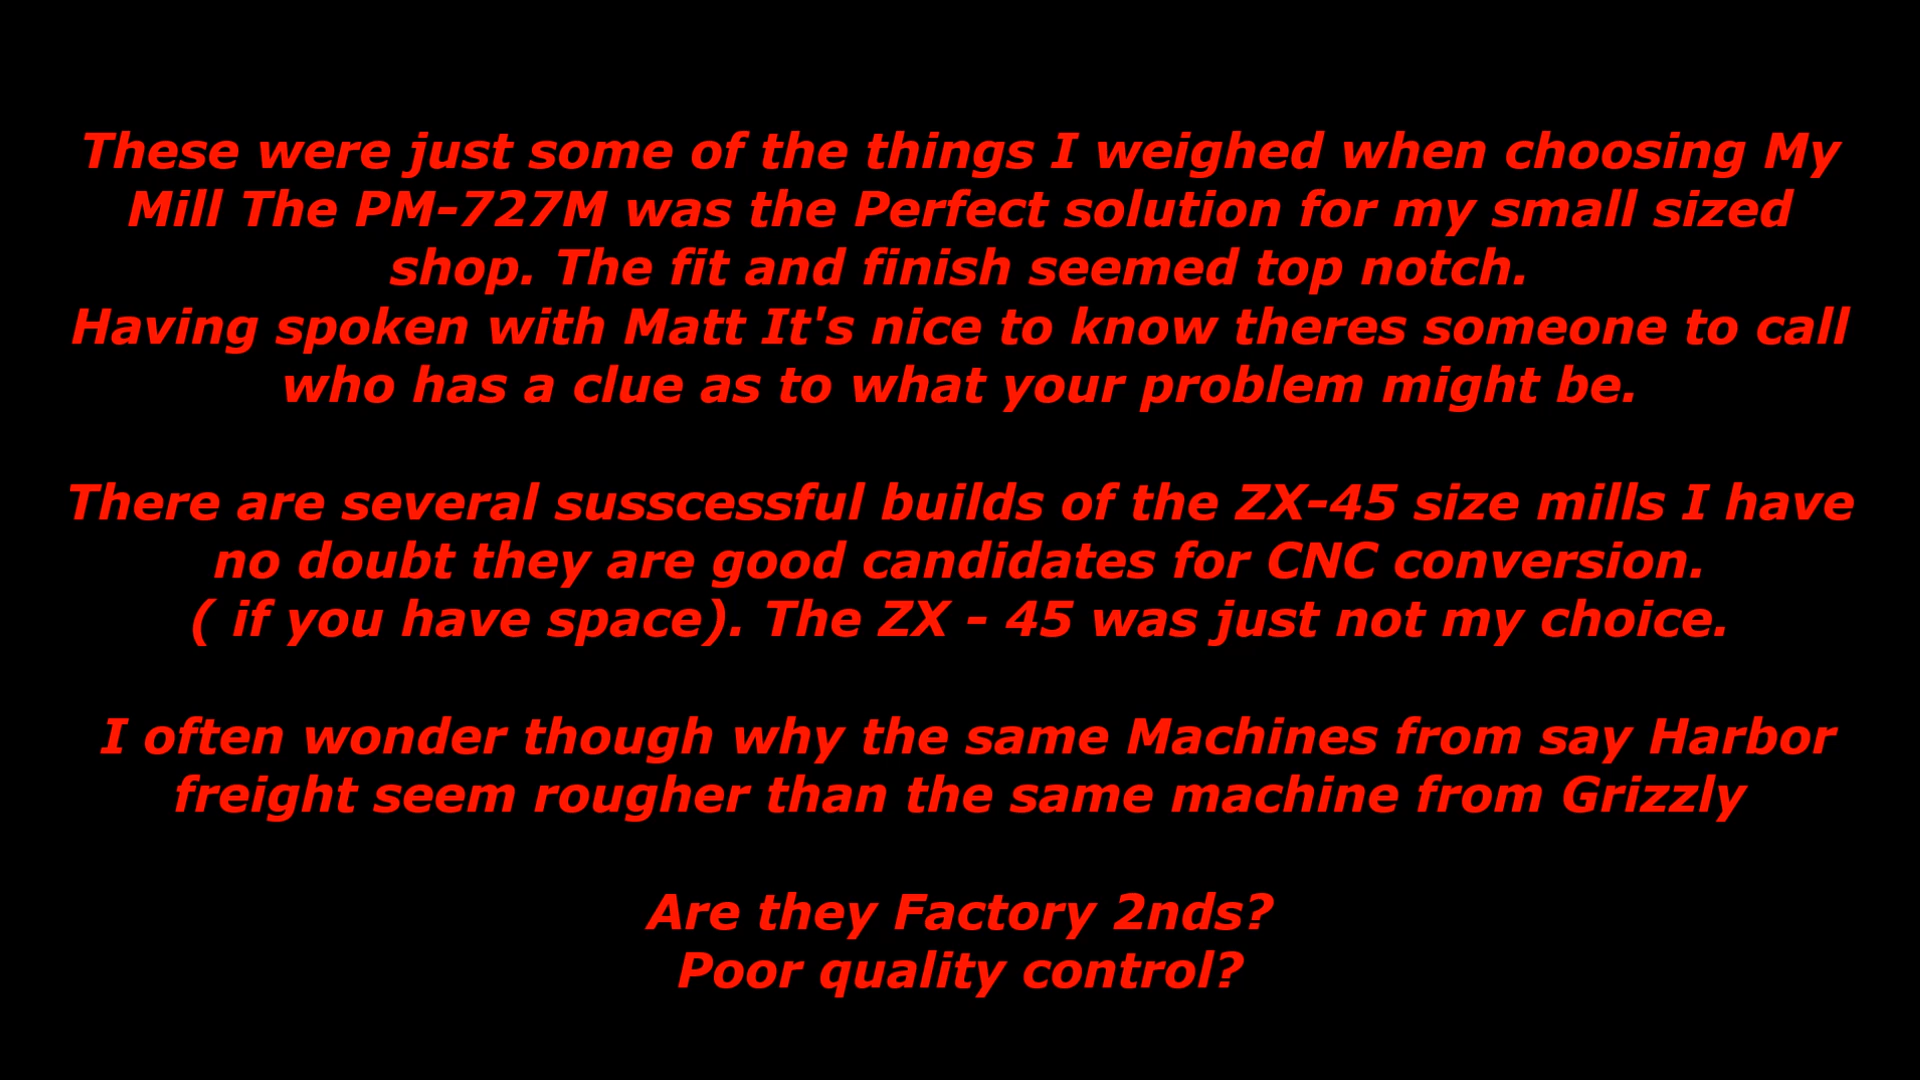 These were just some of the things I weighed when choosing My
Mill The PM-727M was the Perfect solution for my small sized
shop. The fit and finish seemed top notch.
Having spoken with Matt It's nice to know theres someone to call
who has a clue as to what your problem might be.
There are several susscessful builds of the ZX-45 size mills I have
no doubt they are good candidates for CNC conversion.
( if you have space). The ZX - 45 was just not my choice.
I often wonder though why the same Machines from say Harbor
freight seem rougher than the same machine from Grizzly
Are they Factory 2nds?
Poor quality control?